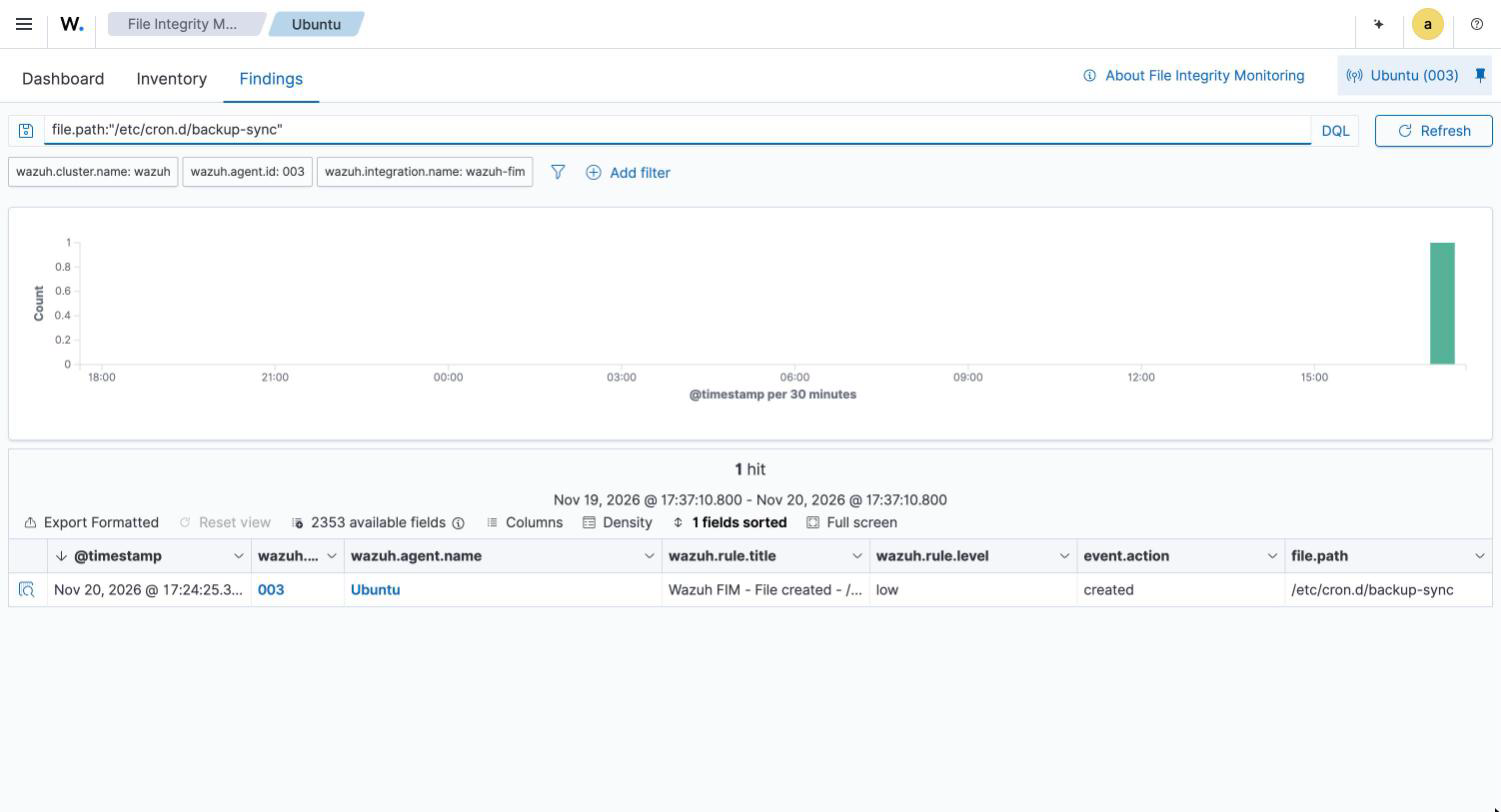 W. File Integrity M... Ubuntu a
Dashboard Inventory Findings About File Integrity Monitoring Ubuntu (003)
file.path:"/etc/cron.d/backup-sync" DQL Refresh
wazuh.cluster.name: wazuh wazuh.agent.id: 003 wazuh.integration.name: wazuh-fim Add filter
1
0.8
0.6
0.4
0.2
0
Count
18:00 21:00 00:00 03:00 06:00 09:00 12:00 15:00
@timestamp per 30 minutes
1 hit
Nov 19, 2026 @ 17:37:10.800 - Nov 20, 2026 @ 17:37:10.800
Export Formatted Reset view 2353 available fields Columns Density 1 fields sorted Full screen
@timestamp wazuh.... wazuh.agent.name wazuh.rule.title wazuh.rule.level event.action file.path
Nov 20, 2026 @ 17:24:25.3... 003 Ubuntu Wazuh FIM - File created - /... low created /etc/cron.d/backup-sync